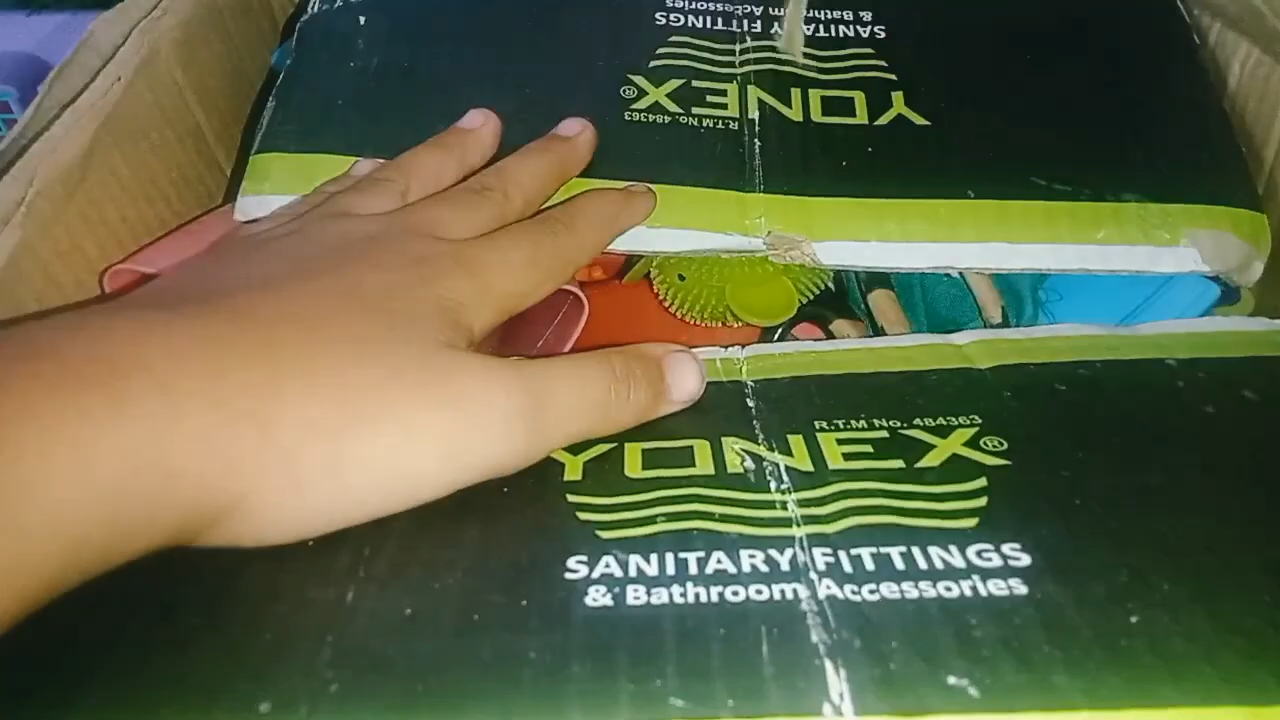 & Bathroom Accessories
SANITARY FITTINGS
YONEX®
R.T.M No. 484363
R.T.M No. 484363
YONEX®
SANITARY FITTINGS
& Bathroom Accessories